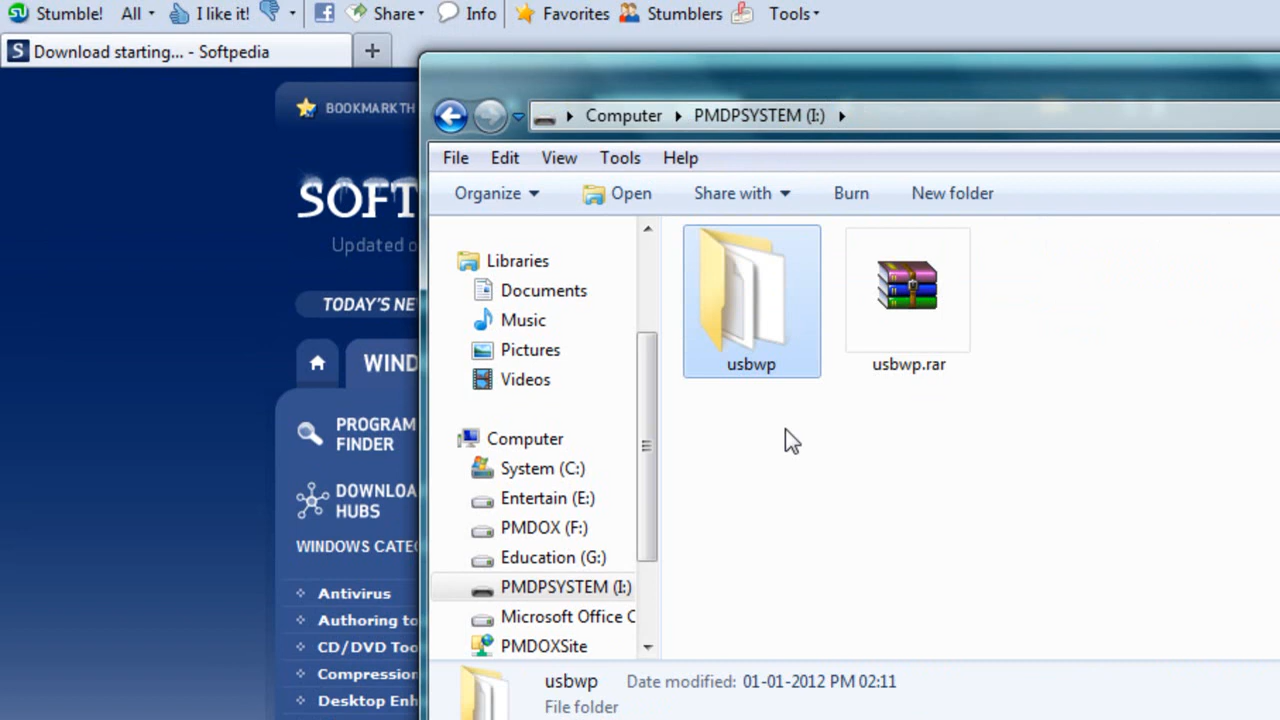 Stumble! All I like it! Share Info Favorites Stumblers Tools
Download starting... - Softpedia
BOOKMARK TH
SOFT
Updated o
TODAY'S NE
WIND
PROGRAM
FINDER
DOWNLOA
HUBS
WINDOWS CATEG
Antivirus
Authoring to
CD/DVD Too
Compression
Desktop Enh
Computer PMDPSYSTEM (I:)
File Edit View Tools Help
Organize Open Share with Burn New folder
Libraries
Documents
Music
Pictures
Videos
Computer
System (C:)
Entertain (E:)
PMDOX (F:)
Education (G:)
PMDPSYSTEM (I:)
Microsoft Office C
PMDOXSite
usbwp usbwp.rar
usbwp Date modified: 01-01-2012 PM 02:11
File folder